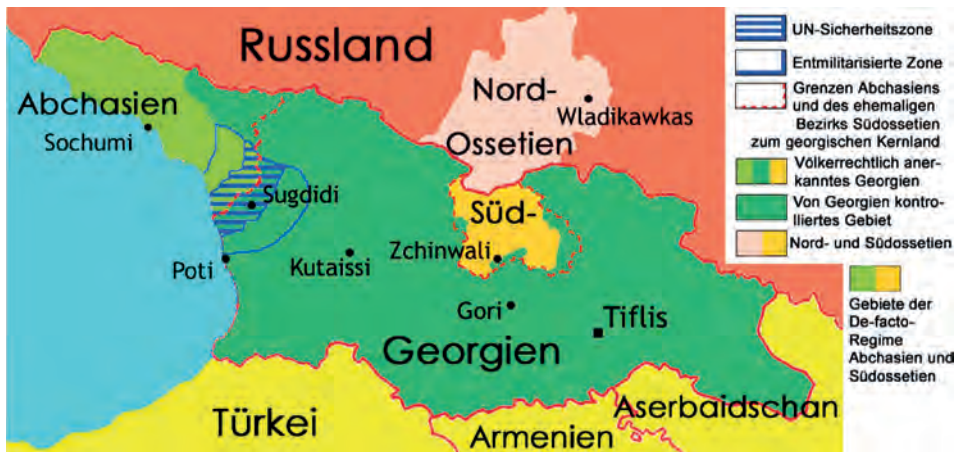 Russland
Abchasien
Sochumi
Nord-
Ossetien
Wladikawkas
Sugdidi
Süd-
Poti
Kutaissi
Zchinwali
Gori
Tiflis
Georgien
Türkei
Armenien
Aserbaidschan
UN-Sicherheitszone
Entmilitarisierte Zone
Grenzen Abchasiens
und des ehemaligen
Bezirks Südossetien
zum georgischen Kernland
Völkerrechtlich aner-
kanntes Georgien
Von Georgien kontro-
lliertes Gebiet
Nord- und Südossetien
Gebiete der
De-facto-
Regime
Abchasien und
Südossetien